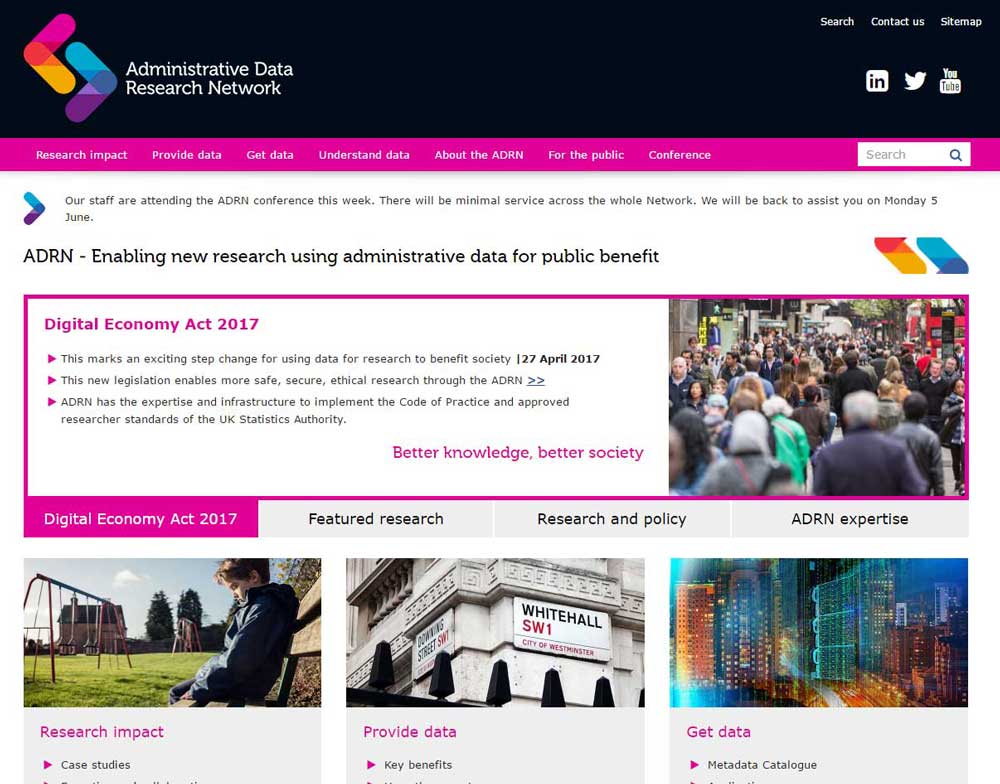 Search Contact us Sitemap
Administrative Data
Research Network
in
You
Tube
Research impact Provide data Get data Understand data About the ADRN For the public Conference
Search
Our staff are attending the ADRN conference this week. There will be minimal service across the whole Network. We will be back to assist you on Monday 5
June.
ADRN - Enabling new research using administrative data for public benefit
Digital Economy Act 2017
This marks an exciting step change for using data for research to benefit society |27 April 2017
This new legislation enables more safe, secure, ethical research through the ADRN >>
ADRN has the expertise and infrastructure to implement the Code of Practice and approved
researcher standards of the UK Statistics Authority.
Better knowledge, better society
Digital Economy Act 2017 Featured research Research and policy ADRN expertise
DOWNING
STREET SW1
WHITEHALL
SW1
CITY OF WESTMINSTER
Research impact Provide data Get data
Case studies Key benefits Metadata Catalogue